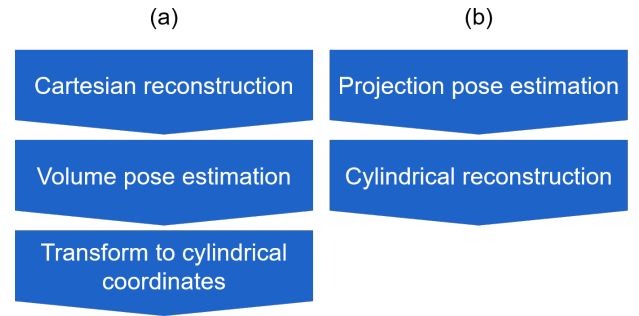 (a)
Cartesian reconstruction
Volume pose estimation
Transform to cylindrical
coordinates
(b)
Projection pose estimation
Cylindrical reconstruction